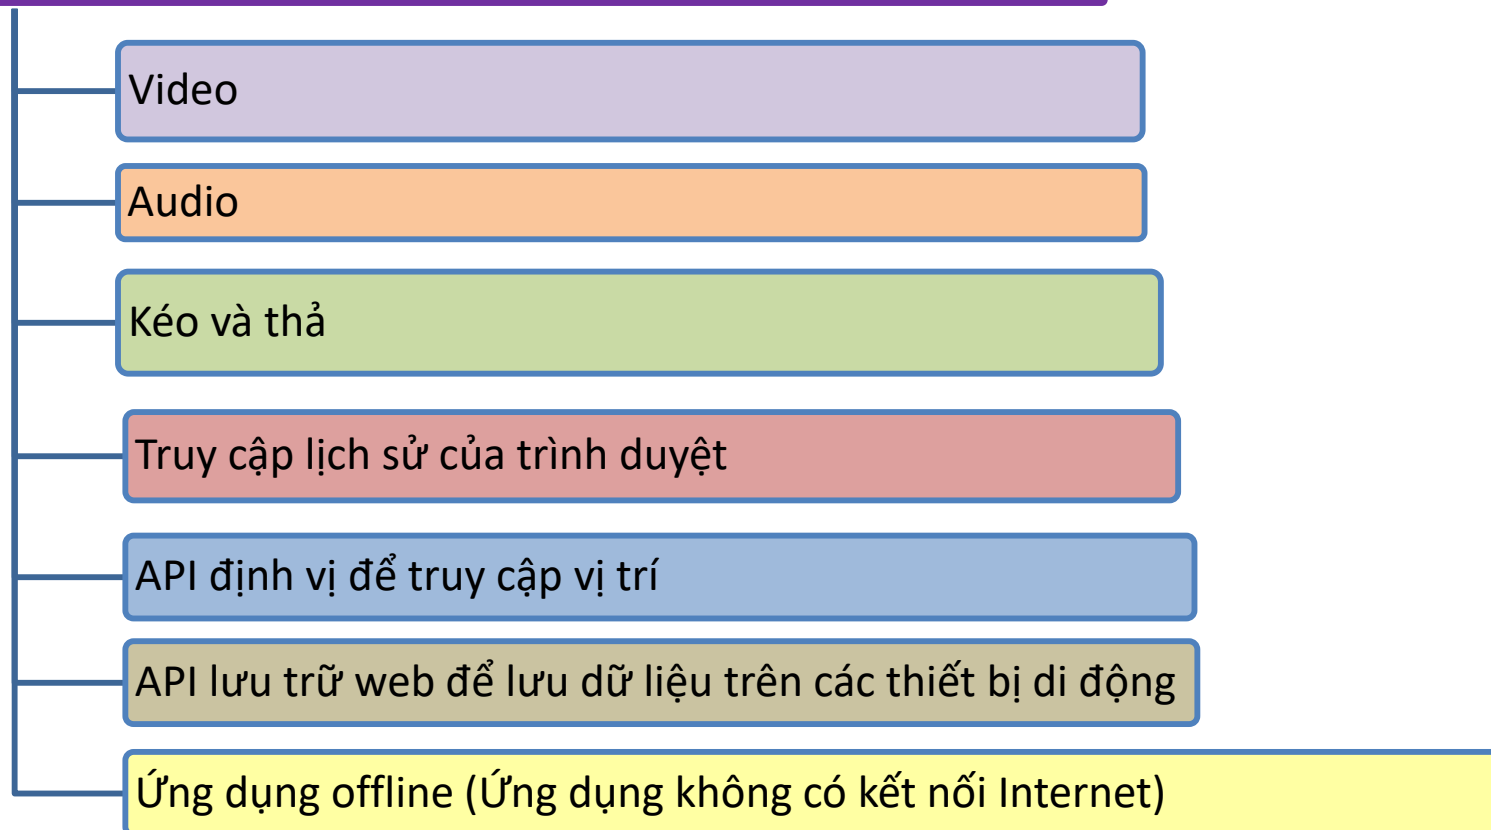 Video
Audio
Kéo và thả
Truy cập lịch sử của trình duyệt
API định vị để truy cập vị trí
API lưu trữ web để lưu dữ liệu trên các thiết bị di động
Ứng dụng offline (Ứng dụng không có kết nối Internet)